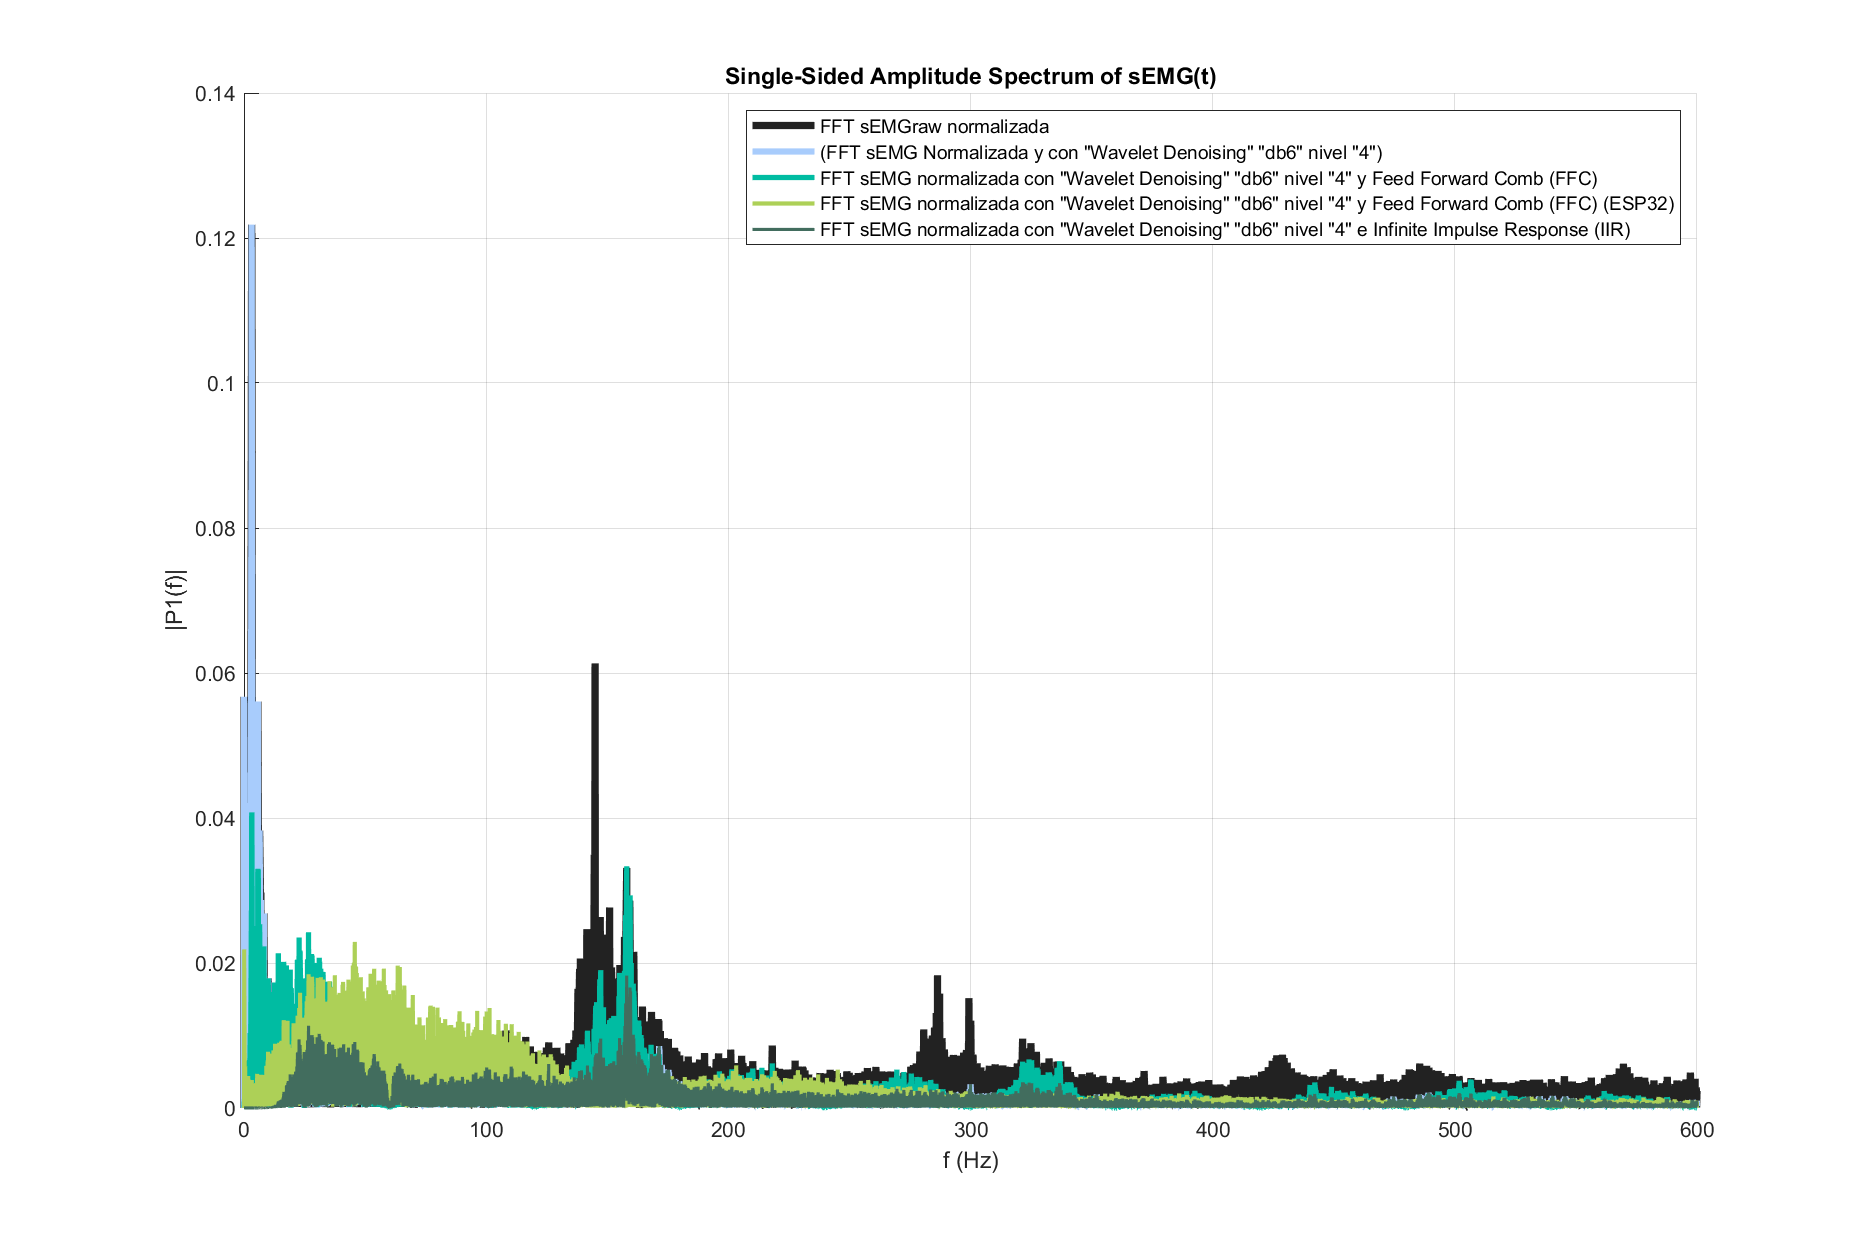 Single-Sided Amplitude Spectrum of sEMG(t)
FFT sEMGraw normalizada
(FFT sEMG Normalizada y con "Wavelet Denoising" "db6" nivel "4")
FFT sEMG normalizada con "Wavelet Denoising" "db6" nivel "4" y Feed Forward Comb (FFC)
FFT sEMG normalizada con "Wavelet Denoising" "db6" nivel "4" y Feed Forward Comb (FFC) (ESP32)
FFT sEMG normalizada con "Wavelet Denoising" "db6" nivel "4" e Infinite Impulse Response (IIR)
|P1(f)|
0.14
0.12
0.1
0.08
0.06
0.04
0.02
0
0 100 200 300 400 500 600
f (Hz)